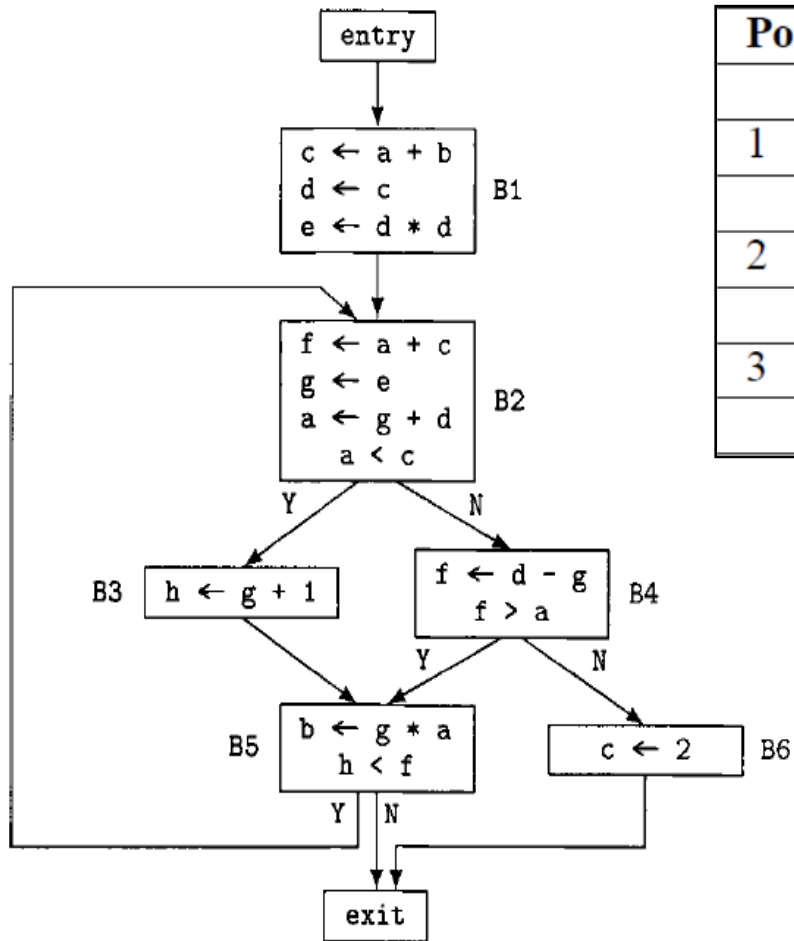 entry
c ← a + b
d ← c
e ← d * d
B1
f ← a + c
g ← e
a ← g + d
a < c
B2
Y
N
B3
h ← g + 1
f ← d - g
f > a
B4
Y
N
B5
b ← g * a
h < f
c ← 2
B6
Y
N
exit
Po
1
2
3